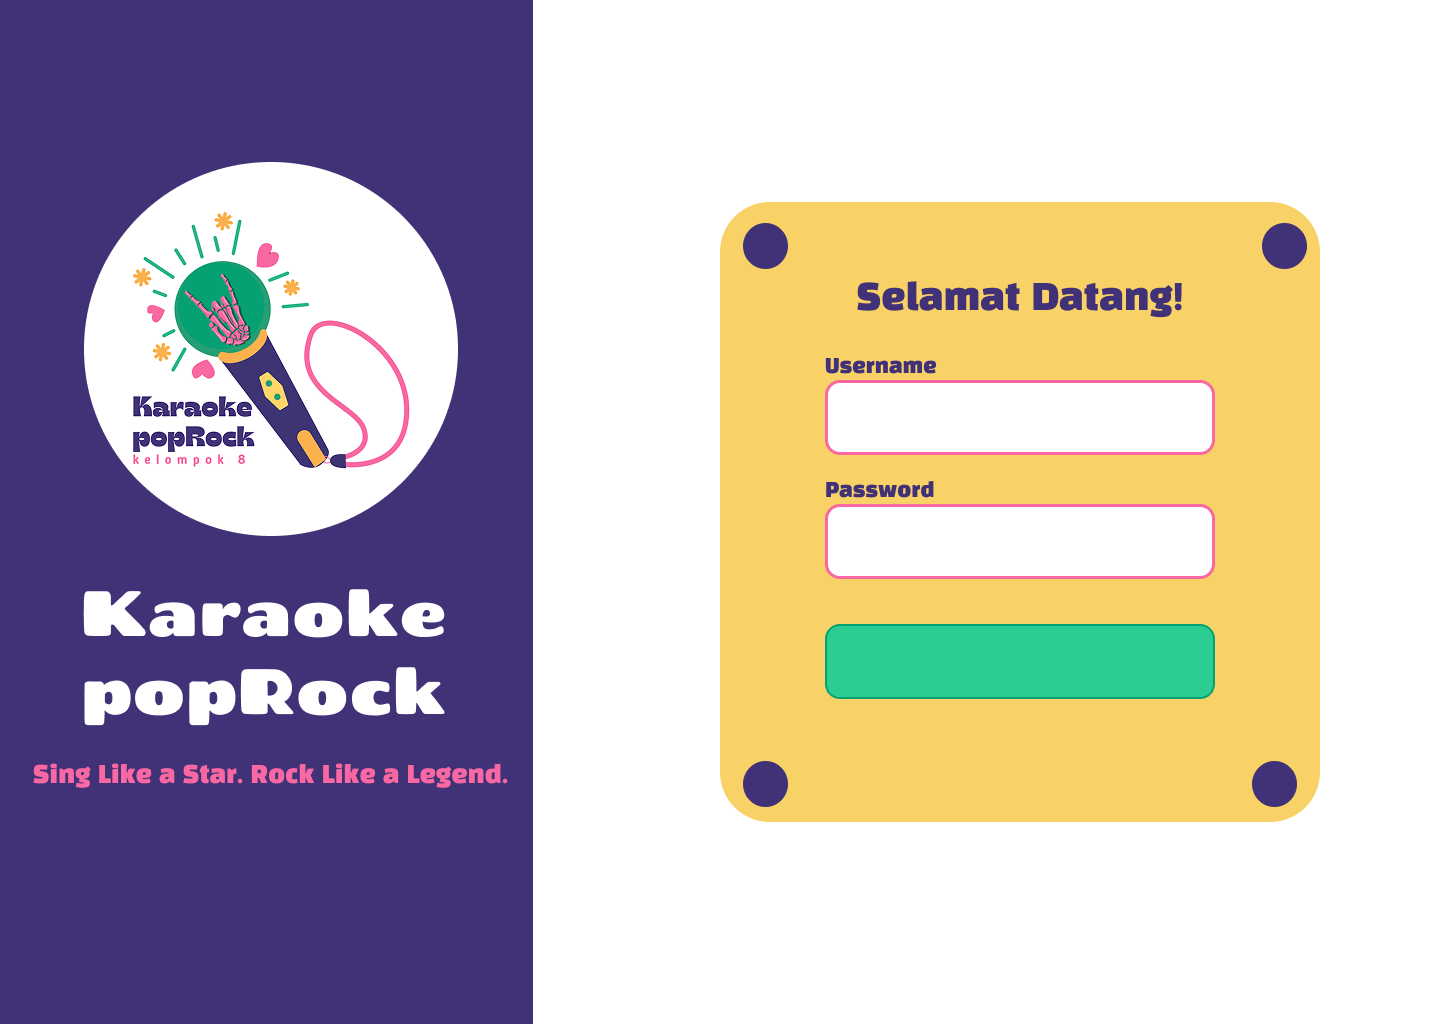 Karaoke
popRock
kelompok 8
Karaoke
popRock
Sing Like a Star. Rock Like a Legend.
Selamat Datang!
Username
Password